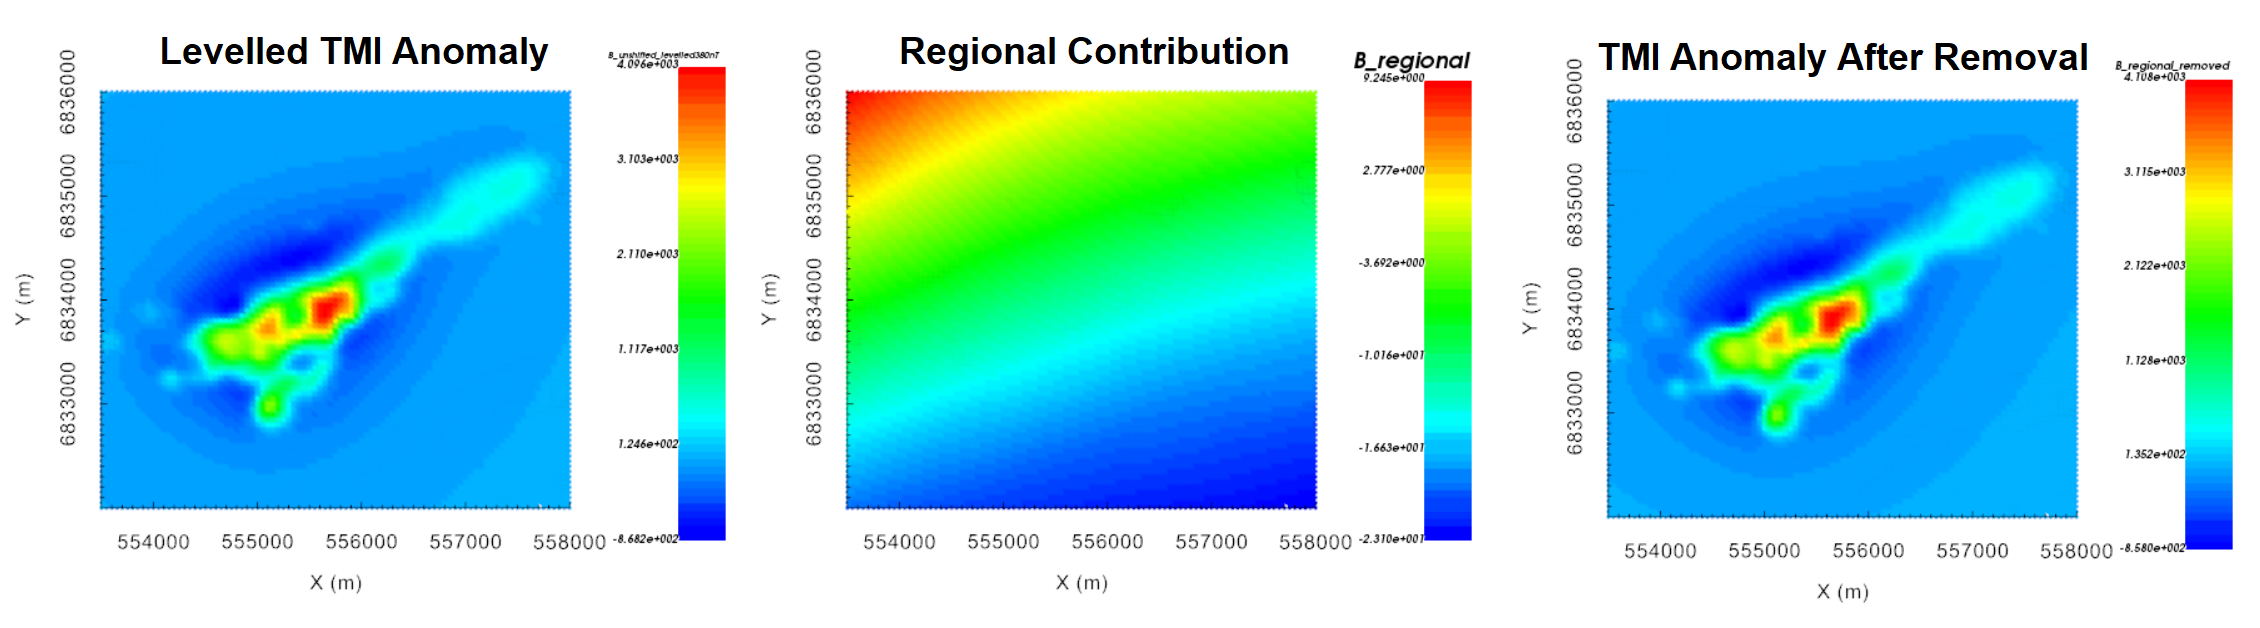 Levelled TMI Anomaly
B_unshifted_levelled380nT
4.096e+003
3.103e+003
2.110e+003
1.117e+003
1.246e+002
-8.682e+002
6836000
6835000
6834000
6833000
Y (m)
554000 555000 556000 557000 558000
X (m)
Regional Contribution
B_regional
9.245e+000
2.777e+000
-3.692e+000
-1.016e+001
-1.663e+001
-2.310e+001
6836000
6835000
6834000
6833000
Y (m)
554000 555000 556000 557000 558000
X (m)
TMI Anomaly After Removal
B_regional_removed
4.108e+003
3.115e+003
2.122e+003
1.128e+003
1.352e+002
-8.580e+002
6836000
6835000
6834000
6833000
Y (m)
554000 555000 556000 557000 558000
X (m)